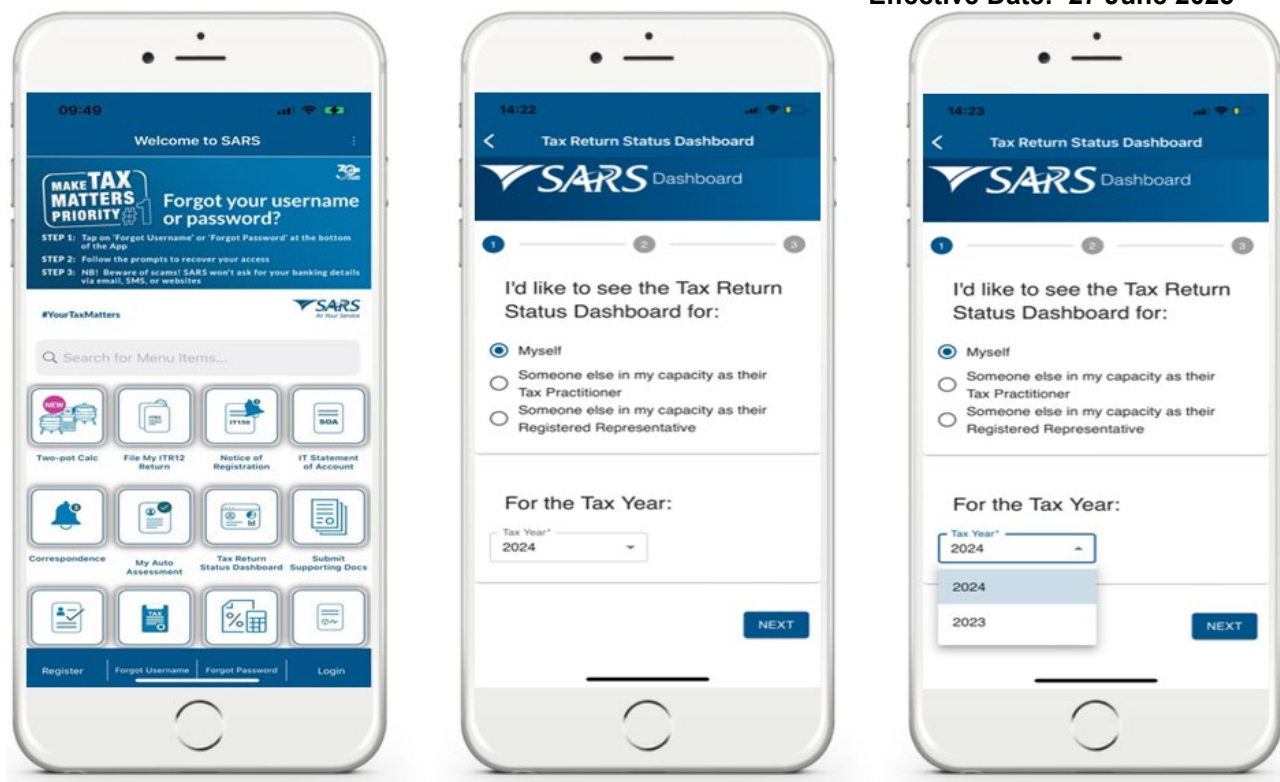 Effective Date: 27 June 2025
09:49
Welcome to SARS
MAKE TAX
MATTERS
PRIORITY #1
Forgot your username
or password?
STEP 1: Tap on 'Forgot Username' or 'Forgot Password' at the bottom
of the App
STEP 2: Follow the prompts to recover your access
STEP 3: NB! Beware of scams! SARS won't ask for your banking details
via email, SMS, or websites
#YourTaxMatters
SARS
At Your Service
Search for Menu Items...
NEW
IT150
SOA
Two-pot Calc
File My ITR12
Return
Notice of
Registration
IT Statement
of Account
Correspondence
My Auto
Assessment
Tax Return
Status Dashboard
Submit
Supporting Docs
TAX
Register
Forgot Username
Forgot Password
Login
14:22
Tax Return Status Dashboard
SARS Dashboard
1
2
3
I'd like to see the Tax Return
Status Dashboard for:
Myself
Someone else in my capacity as their
Tax Practitioner
Someone else in my capacity as their
Registered Representative
For the Tax Year:
Tax Year*
2024
NEXT
14:23
Tax Return Status Dashboard
SARS Dashboard
1
2
3
I'd like to see the Tax Return
Status Dashboard for:
Myself
Someone else in my capacity as their
Tax Practitioner
Someone else in my capacity as their
Registered Representative
For the Tax Year:
Tax Year*
2024
2024
2023
NEXT